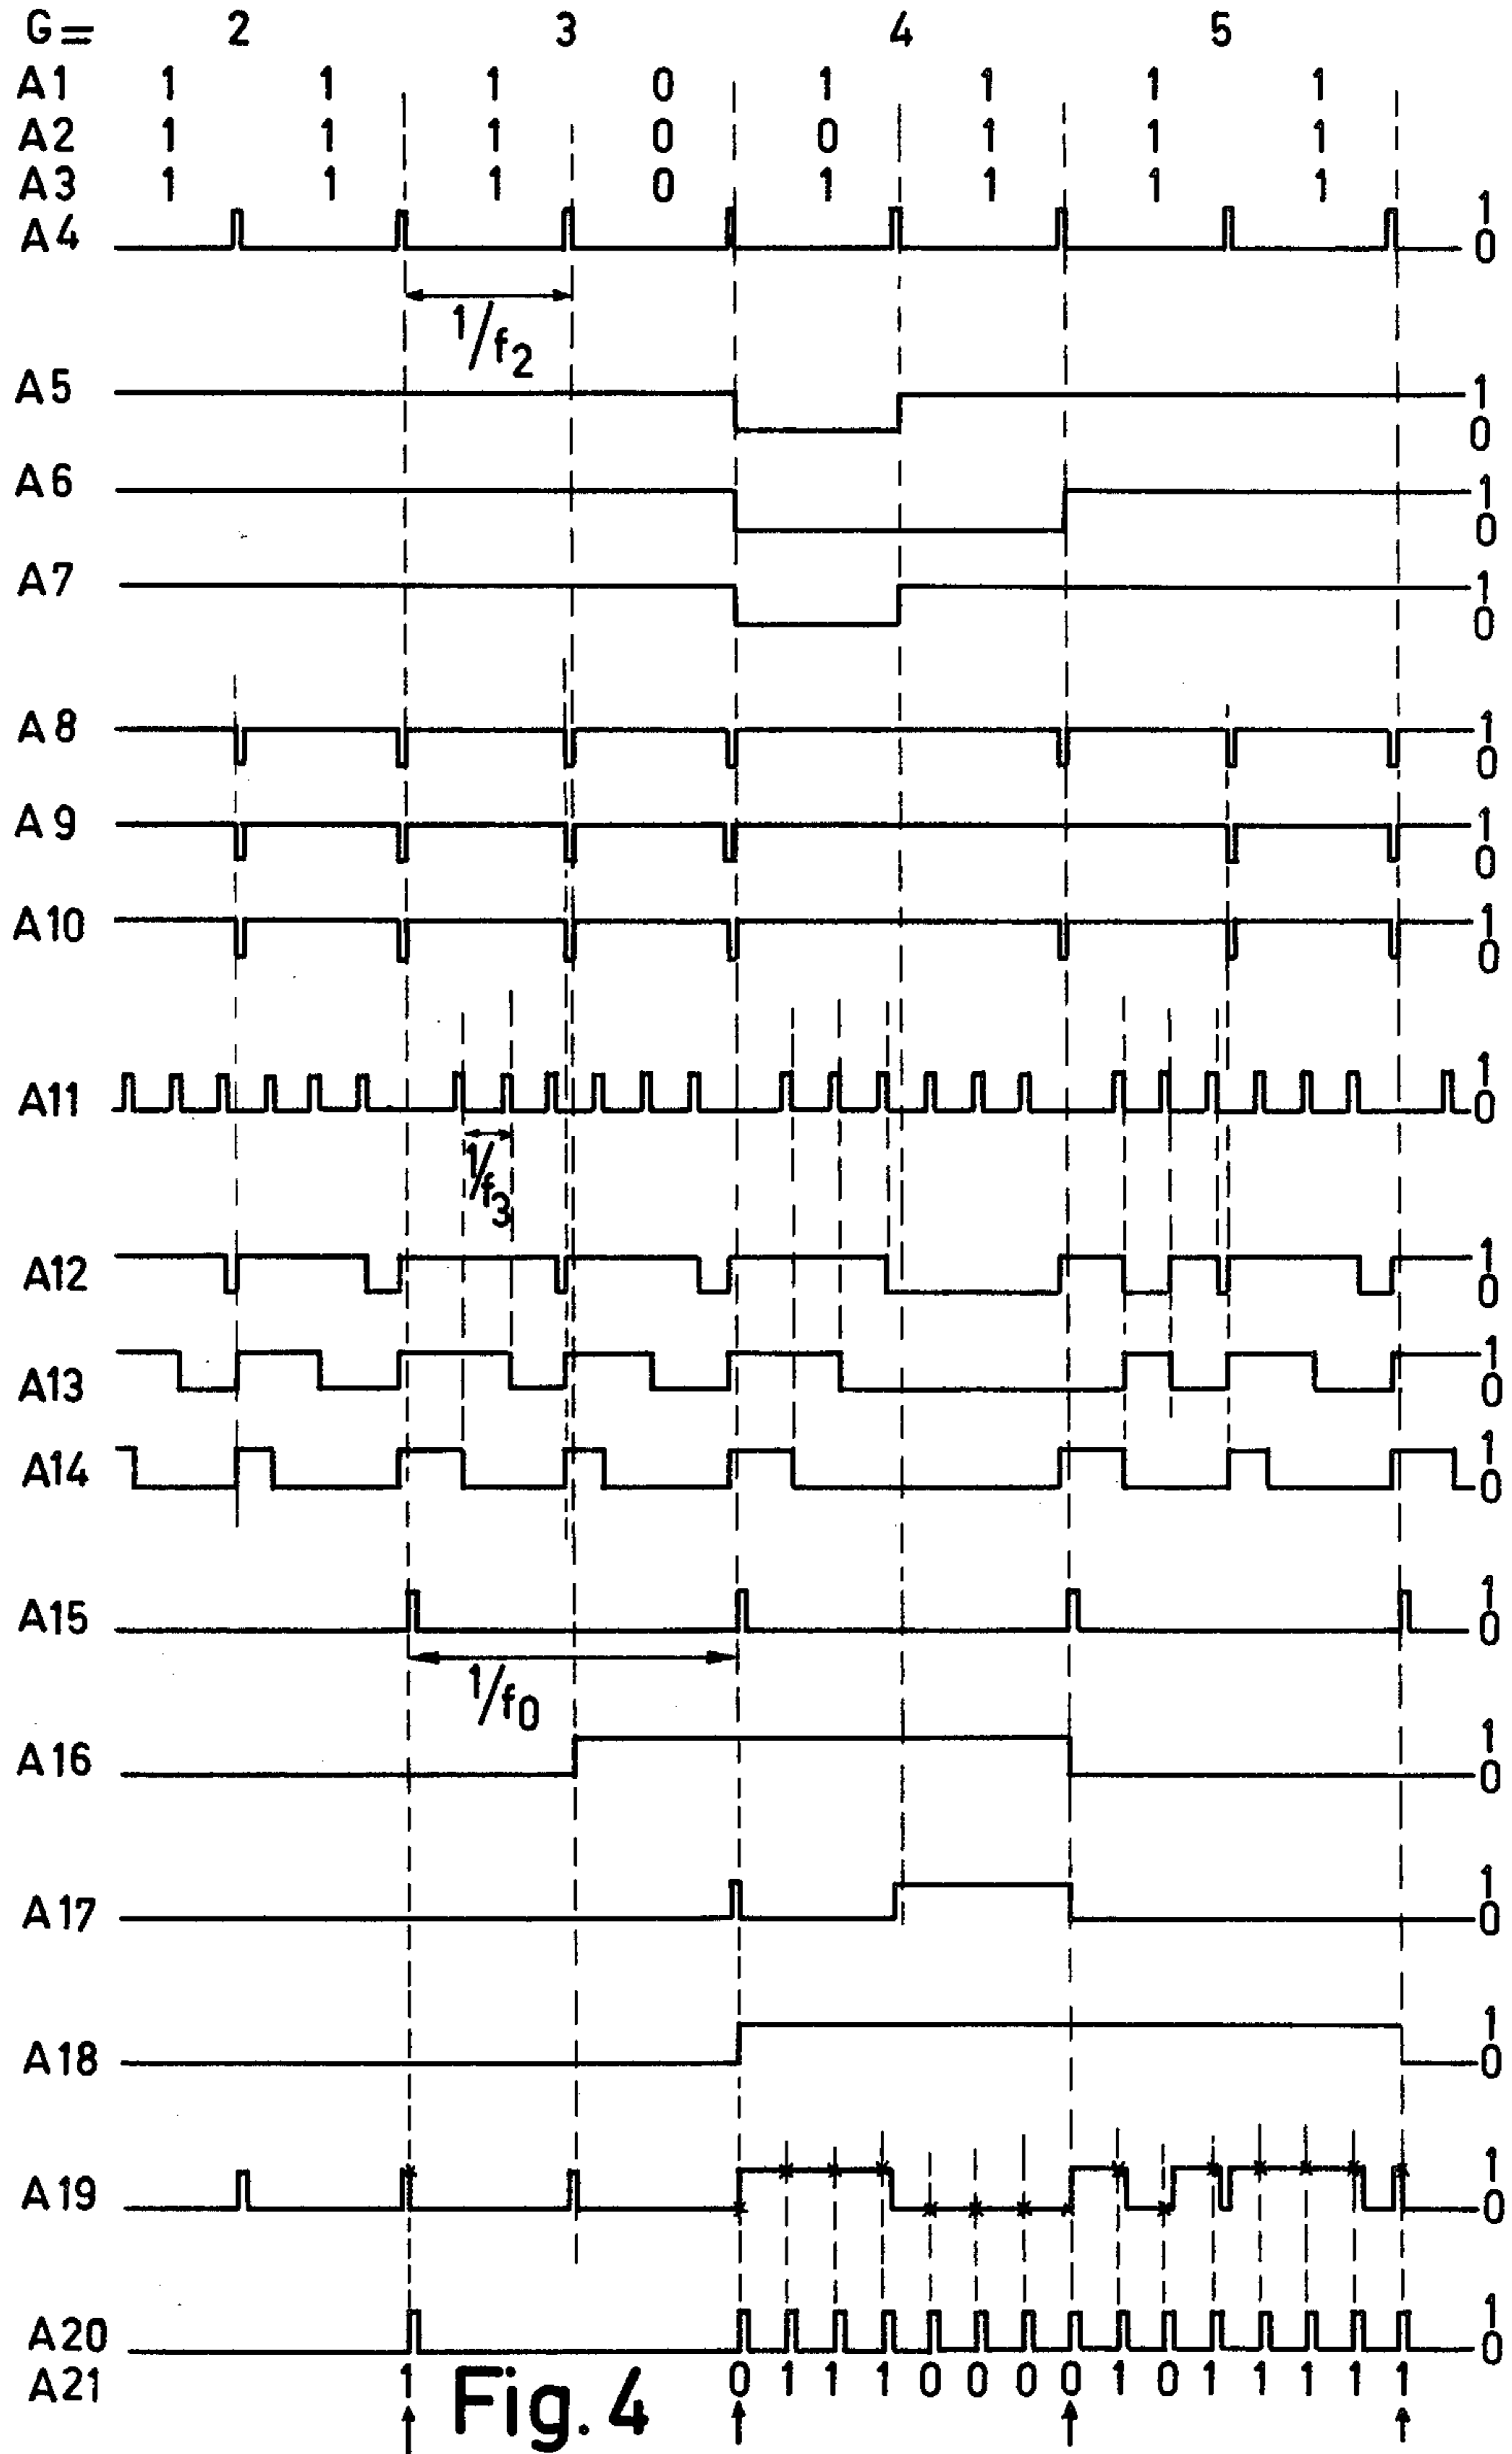 G= 2 3 4 5
A1 1 1 1 0 1 1 1 1
A2 1 1 1 0 0 1 1 1
A3 1 1 1 0 1 1 1 1
1
A4 0
1/f2
A5 1
0
A6 1
0
A7 1
0
A8 1
0
A9 1
0
A10 1
0
A11 1
0
1/f3
A12 1
0
A13 1
0
A14 1
0
A15 1
0
1/f0
A16 1
0
A17 1
0
A18 1
0
A19 1
0
A20 1
0
A21 1 0 1 1 1 0 0 0 0 1 0 1 1 1 1 1
Fig. 4